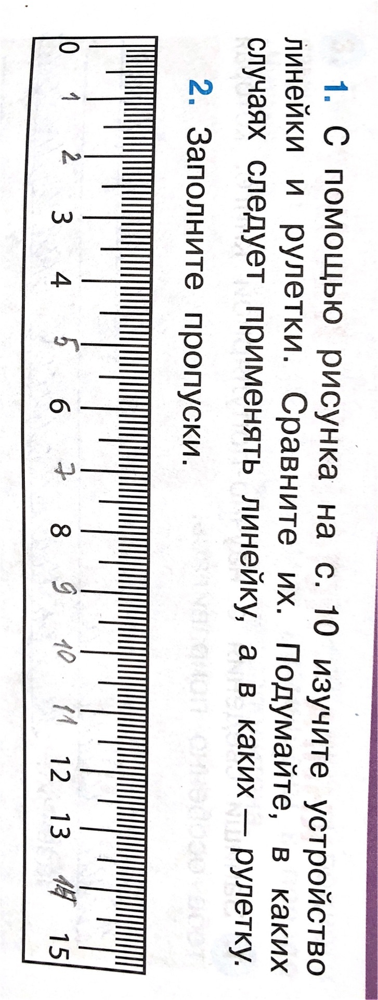 1. С помощью рисунка на с. 10 изучите устройство
линейки и рулетки. Сравните их. Подумайте, в каких
случаях следует применять линейку, а в каких — рулетку.
2. Заполните пропуски.
0 1 2 3 4 5 6 7 8 9 10 11 12 13 14 15